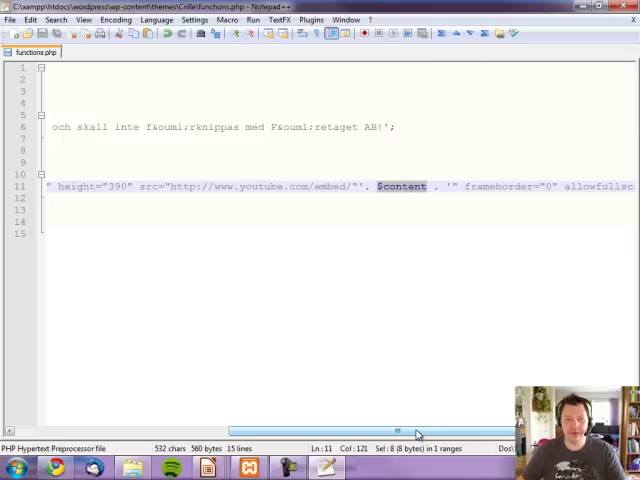 C:\xampp\htdocs\wordpress\wp-content\themes\Crille\functions.php - Notepad++
File Edit Search View Encoding Language Settings Macro Run TextFX Plugins Window ?
functions.php
1
2
3
4
5
6 och skall inte f&ouml;rknippas med F&ouml;retaget AB!';
7
8
9
10
11 " height="390" src="http://www.youtube.com/embed/"'. $content . '" frameborder="0" allowfullsc
12
13
14
15
PHP Hypertext Preprocessor file 532 chars 560 bytes 15 lines Ln : 11 Col : 121 Sel : 8 (8 bytes) in 1 ranges Dos\